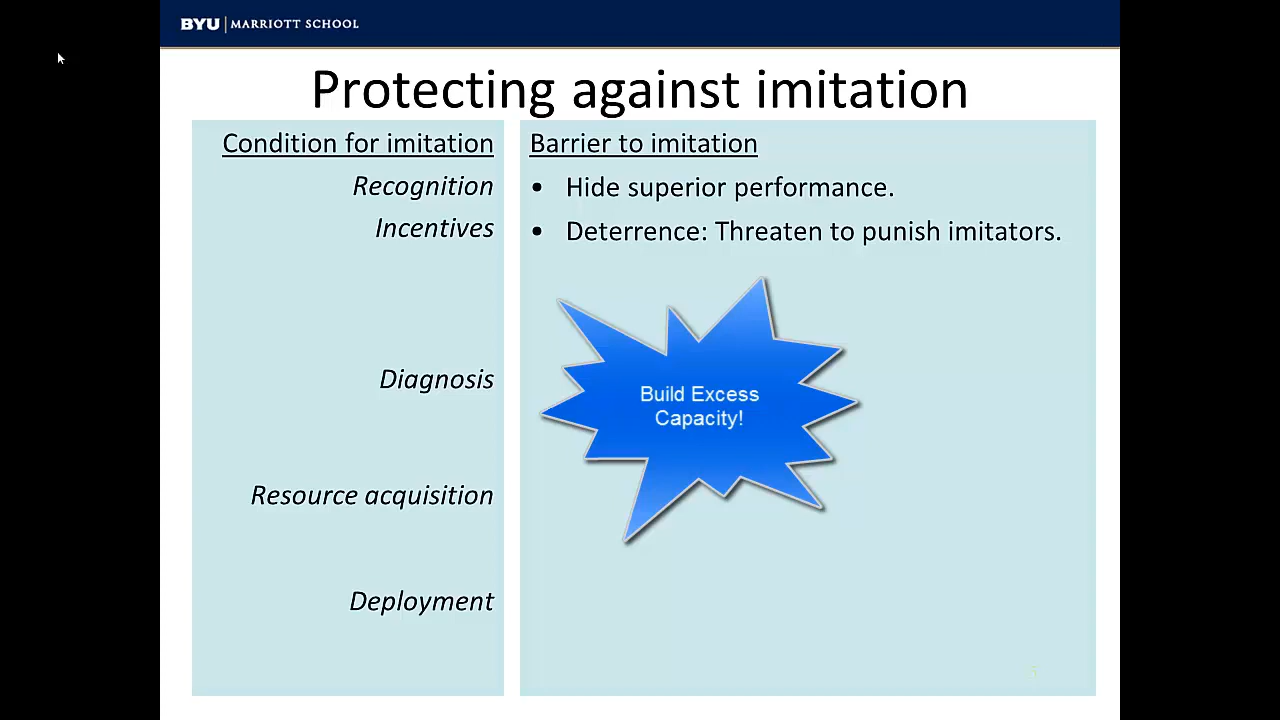 BYU | MARRIOTT SCHOOL
Protecting against imitation
Condition for imitation
Recognition
Incentives
Diagnosis
Resource acquisition
Deployment
Barrier to imitation
• Hide superior performance.
• Deterrence: Threaten to punish imitators.
Build Excess
Capacity!